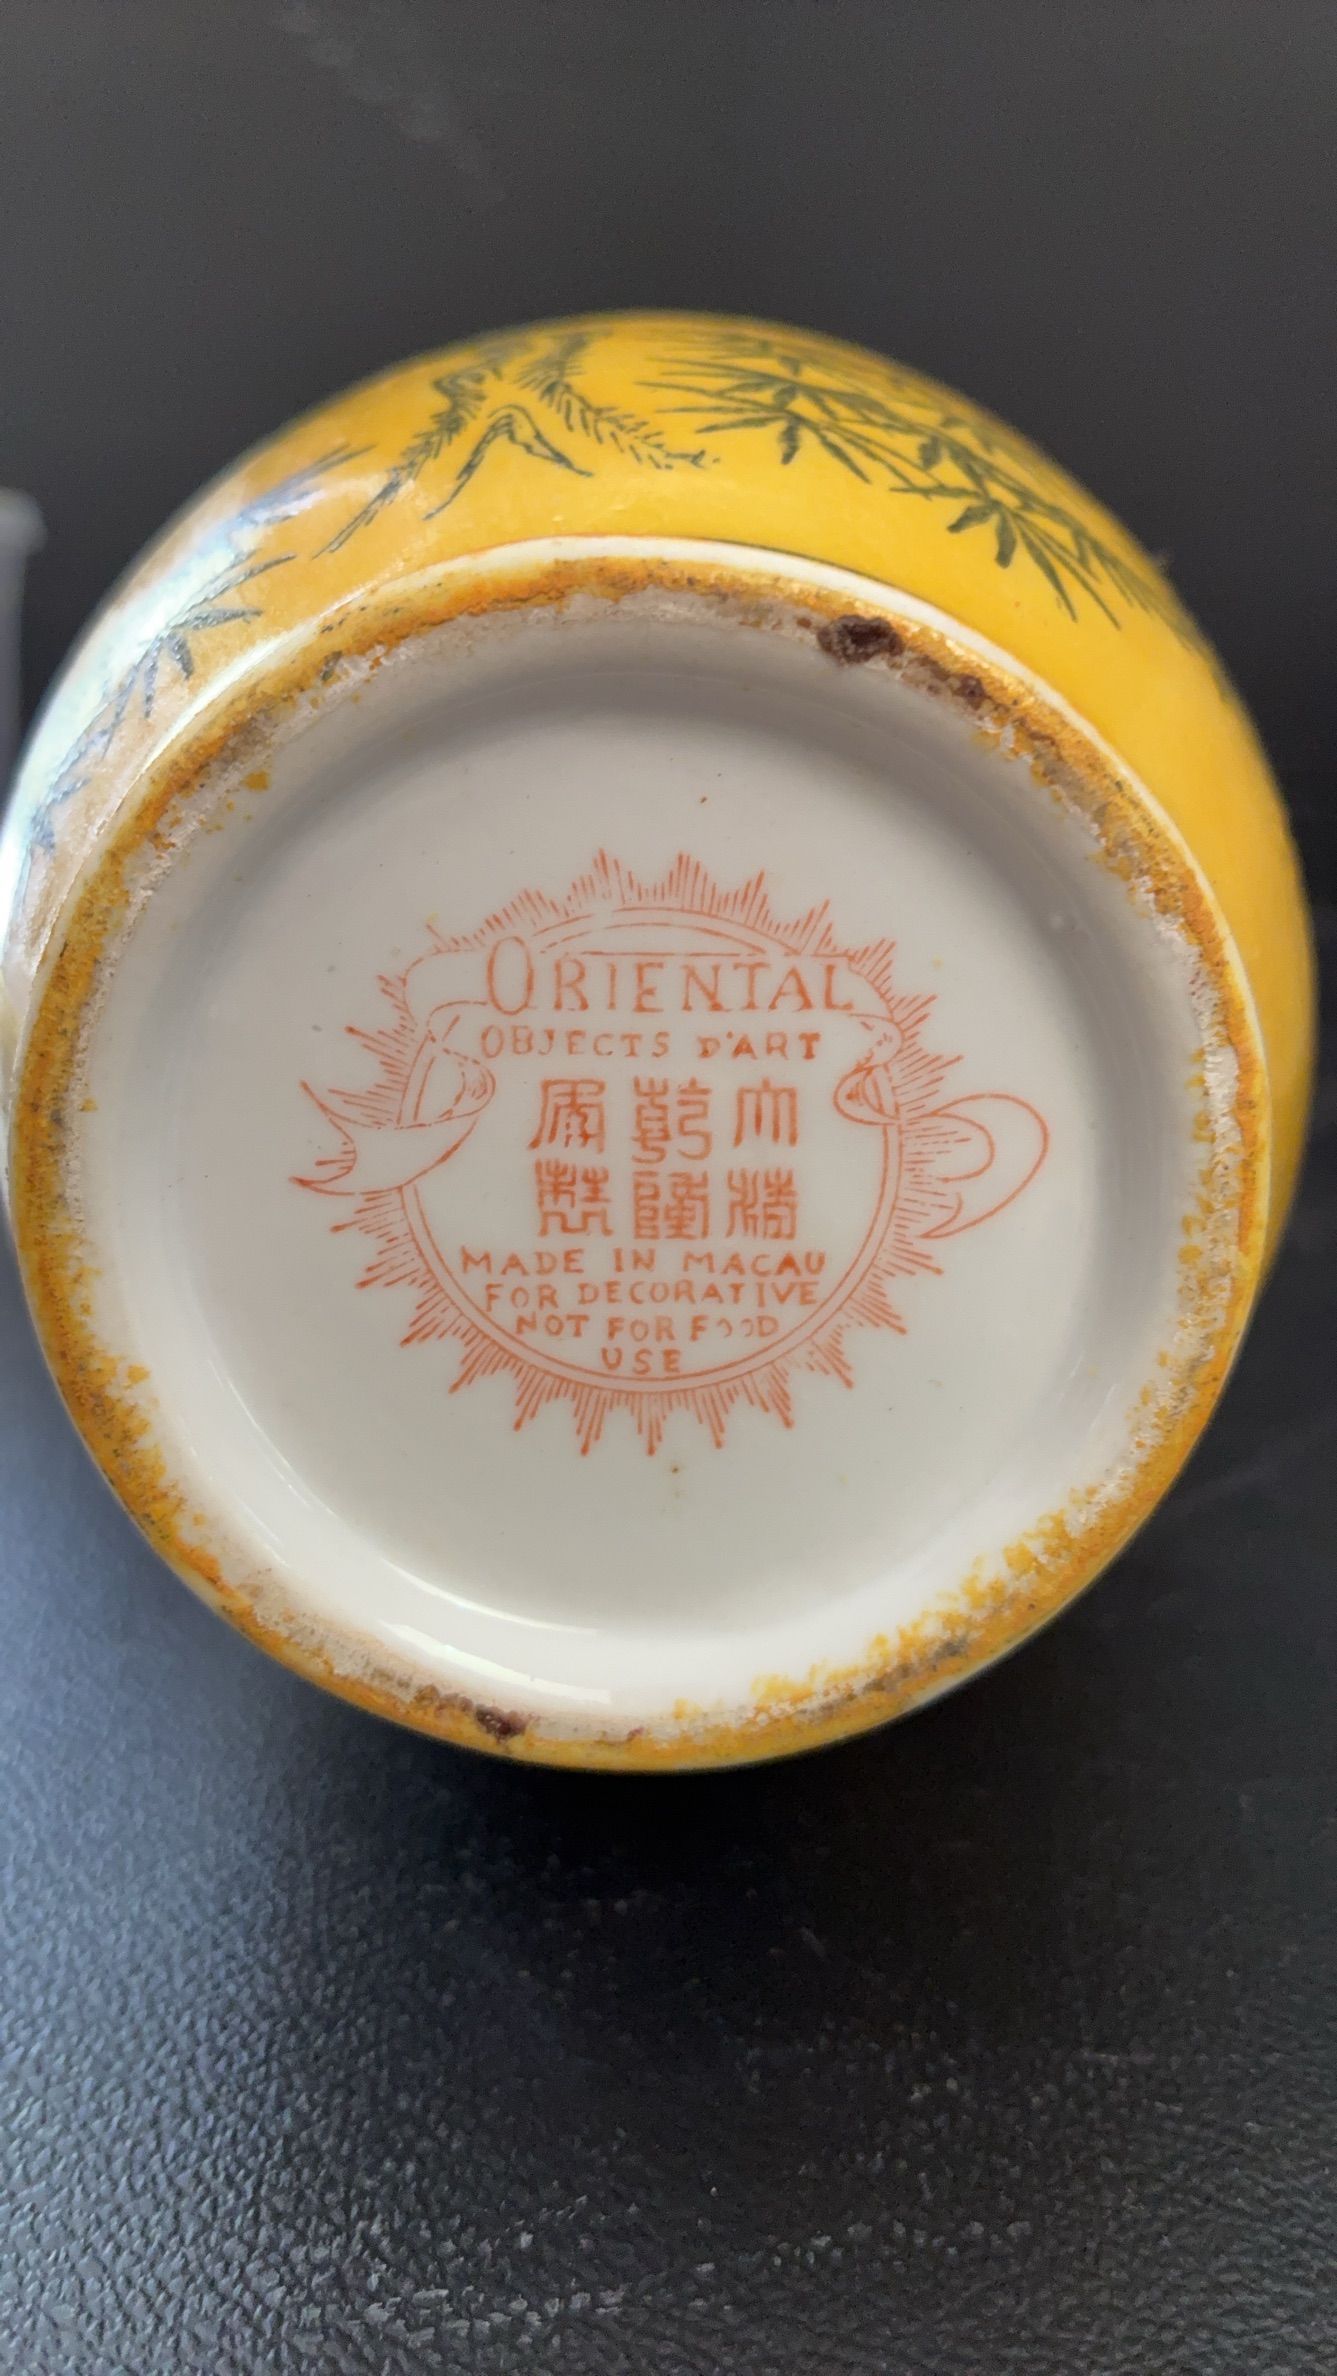 ORIENTAL
OBJECTS D'ART
大清
乾隆
年製
MADE IN MACAU
FOR DECORATIVE
NOT FOR FOOD
USE